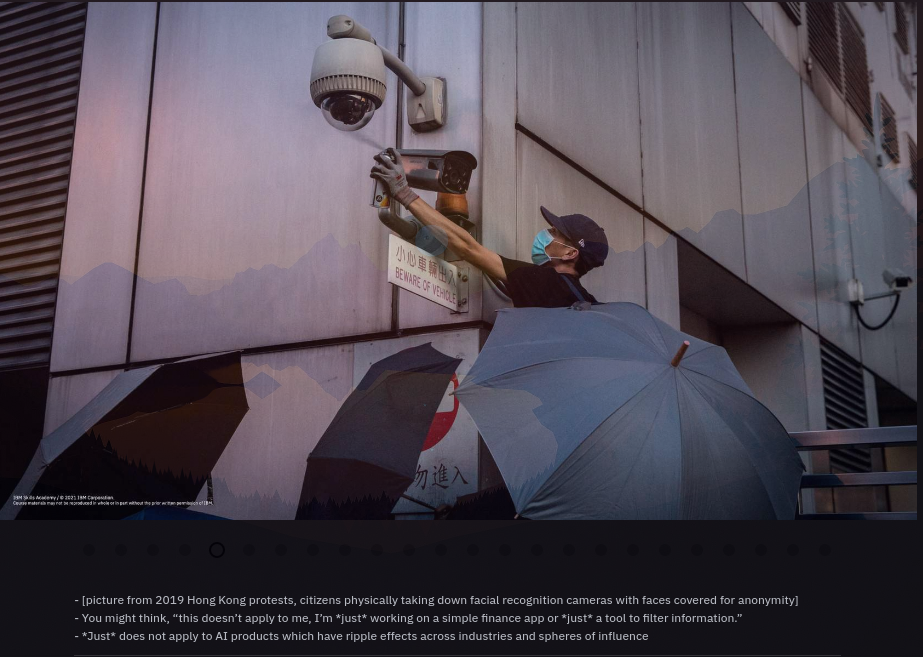 小心車輛出入
BEWARE OF VEHICLE
勿進入
IBM Skills Academy / © 2021 IBM Corporation.
Course materials may not be reproduced in whole or in part without the prior written permission of IBM.
- [picture from 2019 Hong Kong protests, citizens physically taking down facial recognition cameras with faces covered for anonymity]
- You might think, “this doesn’t apply to me, I’m *just* working on a simple finance app or *just* a tool to filter information.”
- *Just* does not apply to AI products which have ripple effects across industries and spheres of influence